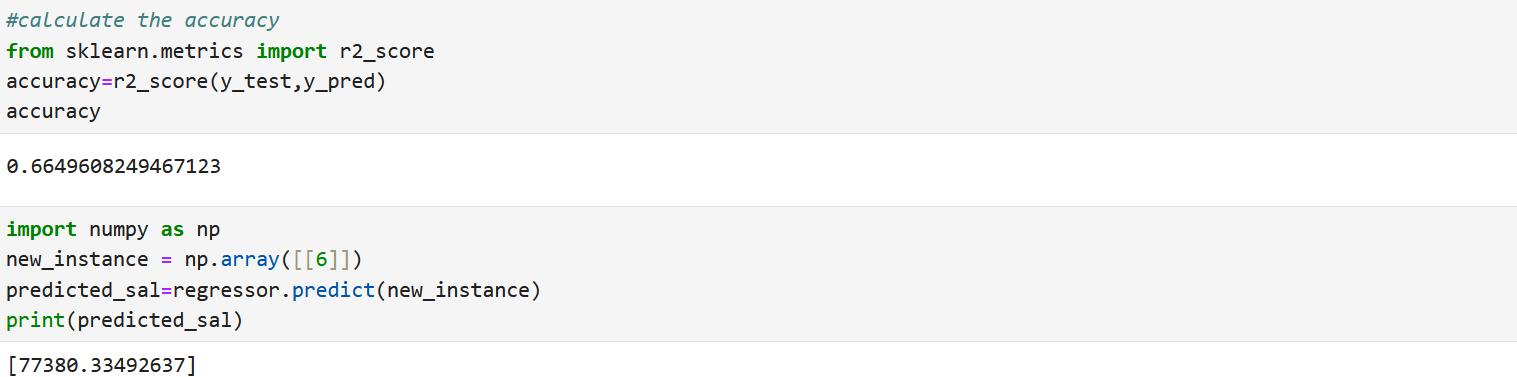 #calculate the accuracy
from sklearn.metrics import r2_score
accuracy=r2_score(y_test,y_pred)
accuracy
0.6649608249467123
import numpy as np
new_instance = np.array([[6]])
predicted_sal=regressor.predict(new_instance)
print(predicted_sal)
[77380.33492637]